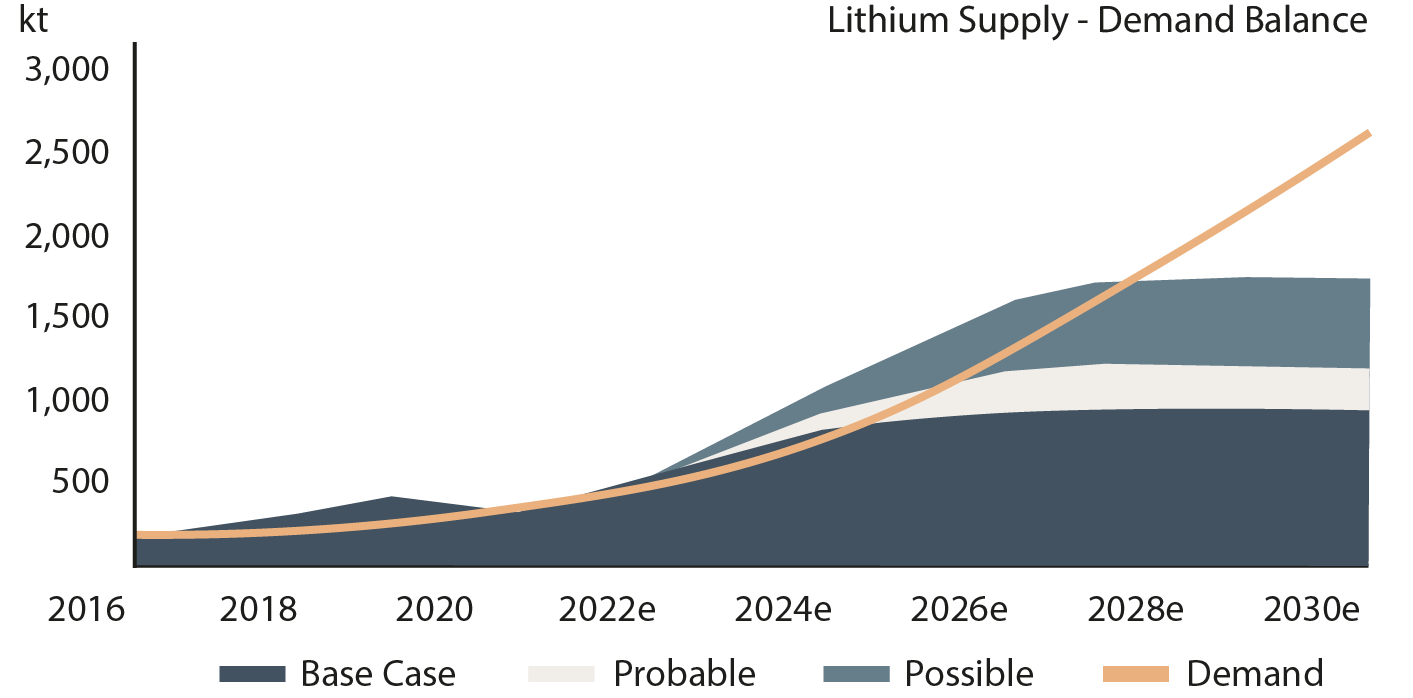 kt
Lithium Supply - Demand Balance
3,000
2,500
2,000
1,500
1,000
500
2016 2018 2020 2022e 2024e 2026e 2028e 2030e
Base Case Probable Possible Demand